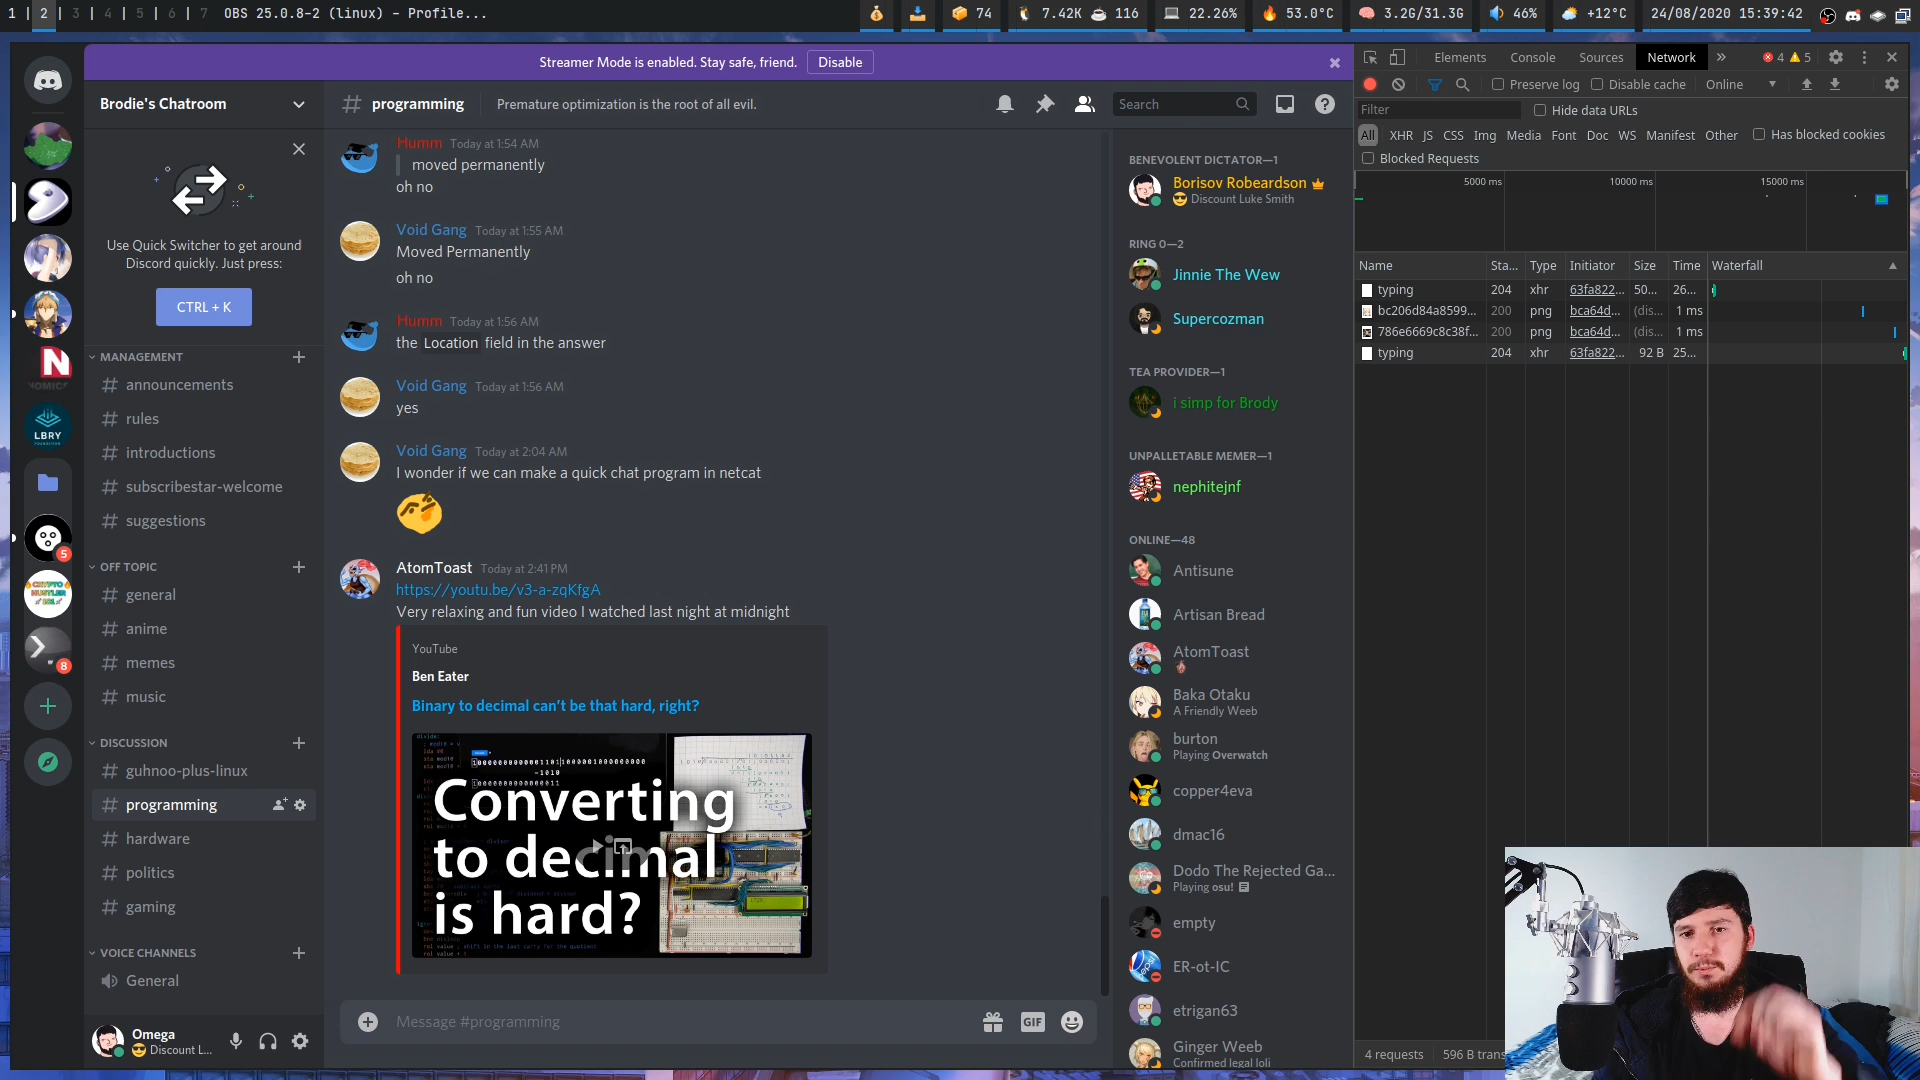 1 | 2 | 3 | 4 | 5 | 6 | 7 OBS 25.0.8-2 (linux) - Profile...
74 7.42K 116 22.26% 53.0°C 3.2G/31.3G 46% +12°C 24/08/2020 15:39:42
Streamer Mode is enabled. Stay safe, friend. Disable
Brodie's Chatroom
Use Quick Switcher to get around
Discord quickly. Just press:
CTRL + K
MANAGEMENT
announcements
rules
introductions
subscribestar-welcome
suggestions
OFF TOPIC
general
anime
memes
music
DISCUSSION
guhnoo-plus-linux
programming
hardware
politics
gaming
VOICE CHANNELS
General
Omega
Discount L...
NOMICS
LBRY
FOUNDATION
5
CRYPTO
HUSTLER
8
# programming Premature optimization is the root of all evil.
Search
Humm Today at 1:54 AM
moved permanently
oh no
Void Gang Today at 1:55 AM
Moved Permanently
oh no
Humm Today at 1:56 AM
the Location field in the answer
Void Gang Today at 1:56 AM
yes
Void Gang Today at 2:04 AM
I wonder if we can make a quick chat program in netcat
AtomToast Today at 2:41 PM
https://youtu.be/v3-a-zqKfgA
Very relaxing and fun video I watched last night at midnight
YouTube
Ben Eater
Binary to decimal can't be that hard, right?
Converting
to decimal
is hard?
Message #programming
GIF
BENEVOLENT DICTATOR—1
Borisov Robeardson
Discount Luke Smith
RING 0—2
Jinnie The Wew
Supercozman
TEA PROVIDER—1
i simp for Brody
UNPALLETABLE MEMER—1
nephitejnf
ONLINE—48
Antisune
Artisan Bread
AtomToast
Baka Otaku
A Friendly Weeb
burton
Playing Overwatch
copper4eva
dmac16
Dodo The Rejected Ga...
Playing osu!
empty
ER-ot-IC
etrigan63
Ginger Weeb
Confirmed legal loli
Elements Console Sources Network » 4 5
Preserve log Disable cache Online
Filter Hide data URLs
All XHR JS CSS Img Media Font Doc WS Manifest Other Has blocked cookies
Blocked Requests
5000 ms 10000 ms 15000 ms
Name Sta... Type Initiator Size Time Waterfall
typing 204 xhr 63fa822... 50... 26...
bc206d84a8599... 200 png bca64d... (dis... 1 ms
786e6669c8c38f... 200 png bca64d... (dis... 1 ms
typing 204 xhr 63fa822... 92 B 25...
4 requests 596 B trans